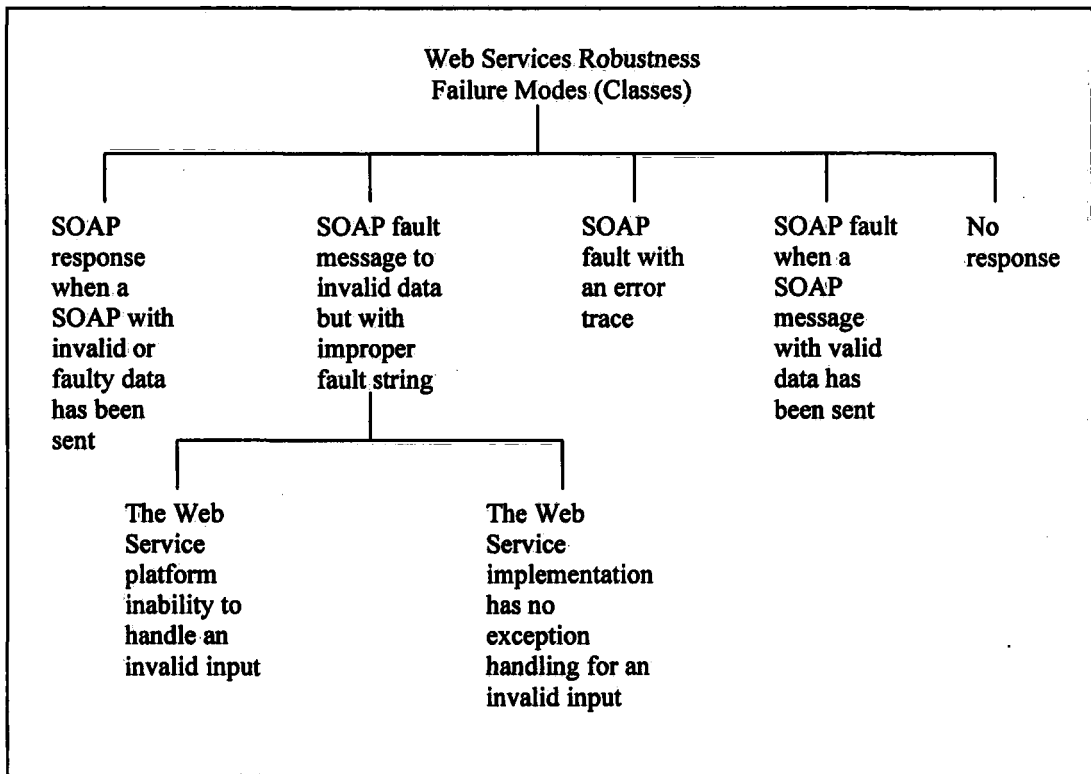 Web Services Robustness
Failure Modes (Classes)
SOAP
response
when a
SOAP with
invalid or
faulty data
has been
sent
SOAP fault
message to
invalid data
but with
improper
fault string
SOAP
fault with
an error
trace
SOAP fault
when a
SOAP
message
with valid
data has
been sent
No
response
The Web
Service
platform
inability to
handle an
invalid input
The Web
Service
implementation
has no
exception
handling for an
invalid input